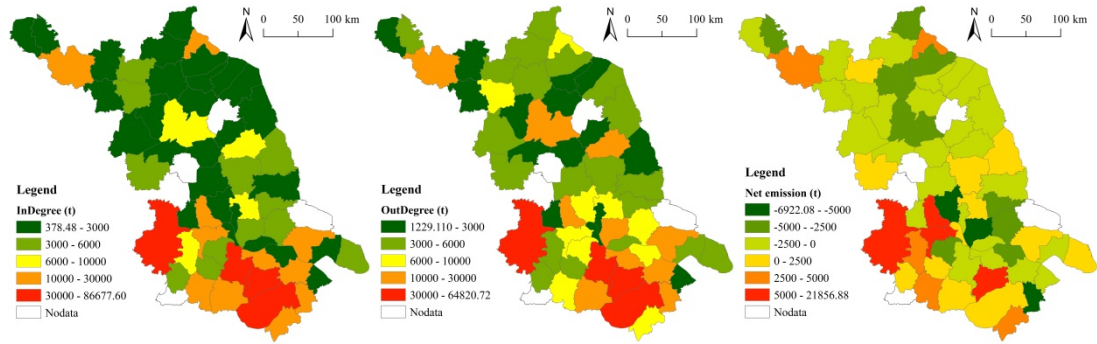 N
0 50 100 km
Legend
InDegree (t)
378.48 - 3000
3000 - 6000
6000 - 10000
10000 - 30000
30000 - 86677.60
Nodata
N
0 50 100 km
Legend
OutDegree (t)
1229.110 - 3000
3000 - 6000
6000 - 10000
10000 - 30000
30000 - 64820.72
Nodata
N
0 50 100 km
Legend
Net emission (t)
-6922.08 - -5000
-5000 - -2500
-2500 - 0
0 - 2500
2500 - 5000
5000 - 21856.88
Nodata